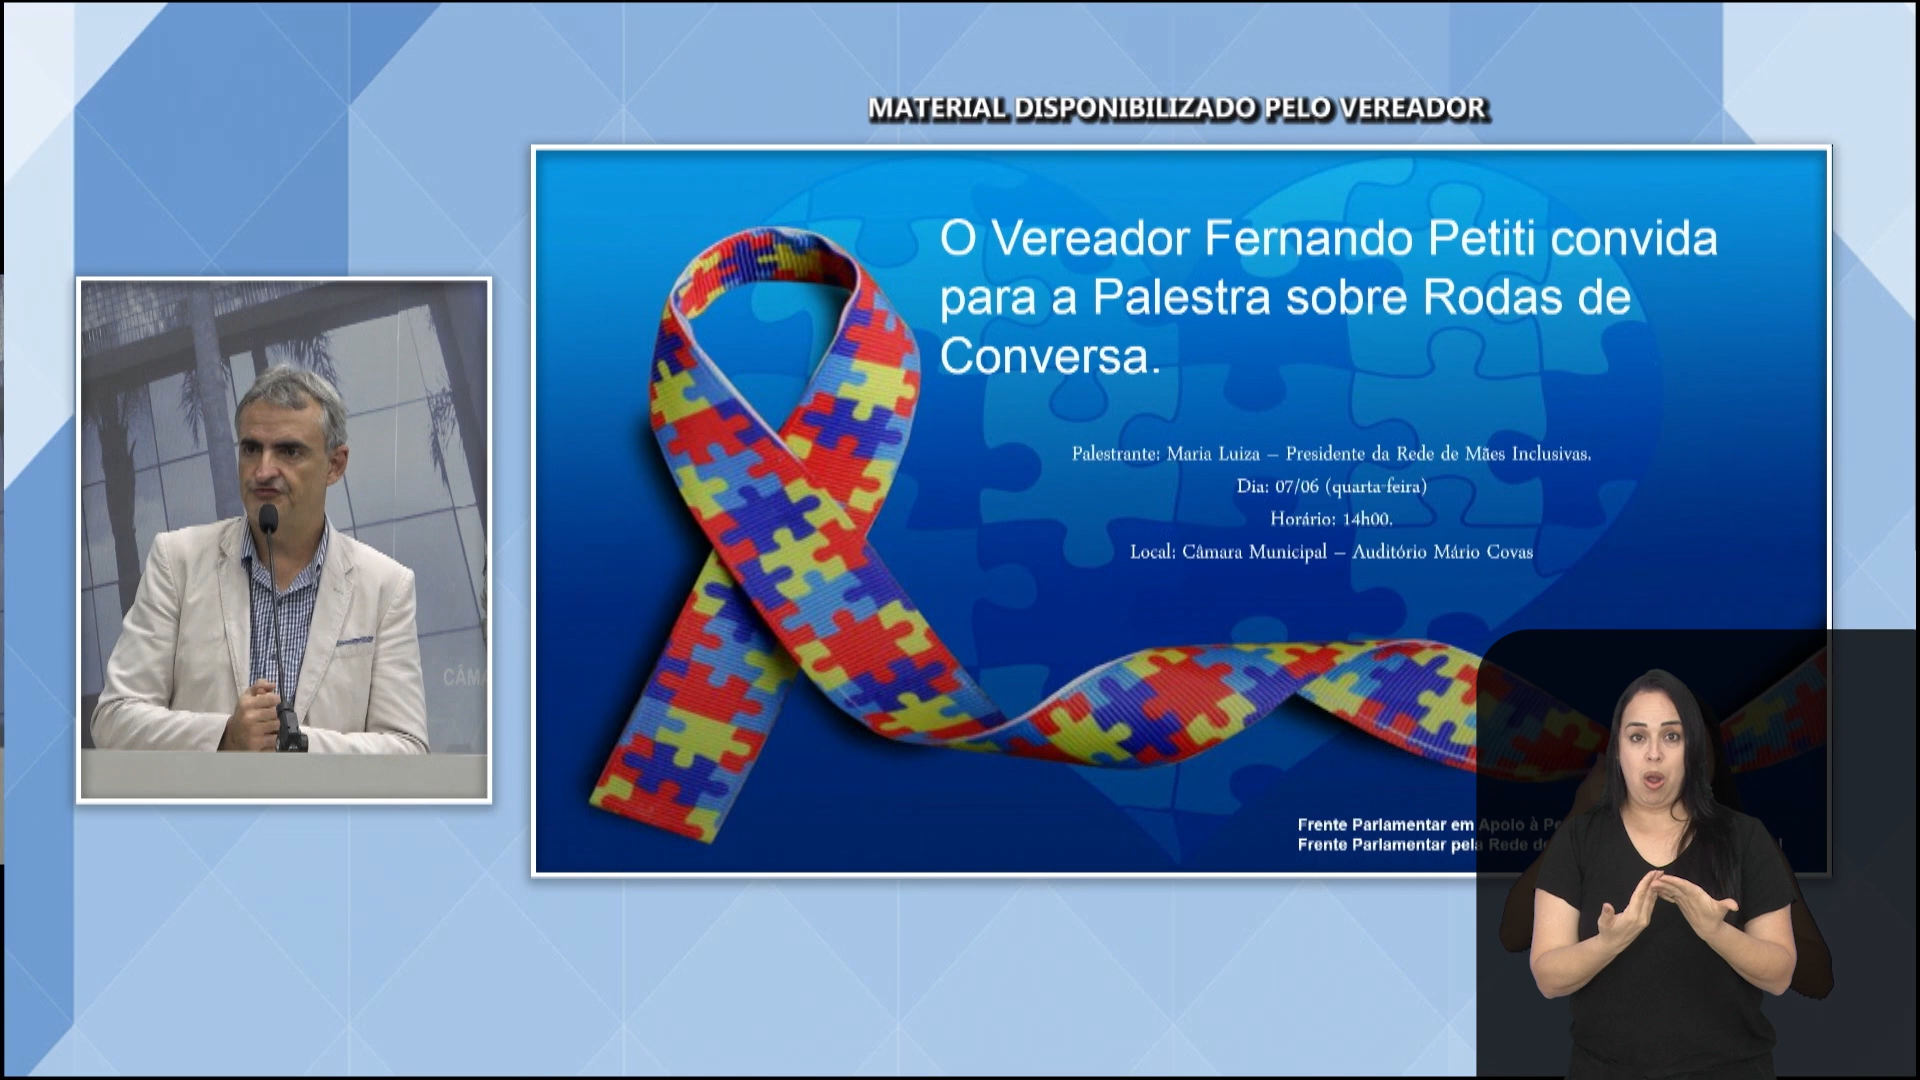 MATERIAL DISPONIBILIZADO PELO VEREADOR
O Vereador Fernando Petiti convida
para a Palestra sobre Rodas de
Conversa.
Palestrante: Maria Luiza – Presidente da Rede de Mães Inclusivas.
Dia: 07/06 (quarta-feira)
Horário: 14h00.
Local: Câmara Municipal – Auditório Mário Covas
CÂMA
Frente Parlamentar em Apoio à
Frente Parlamentar pela Rede de